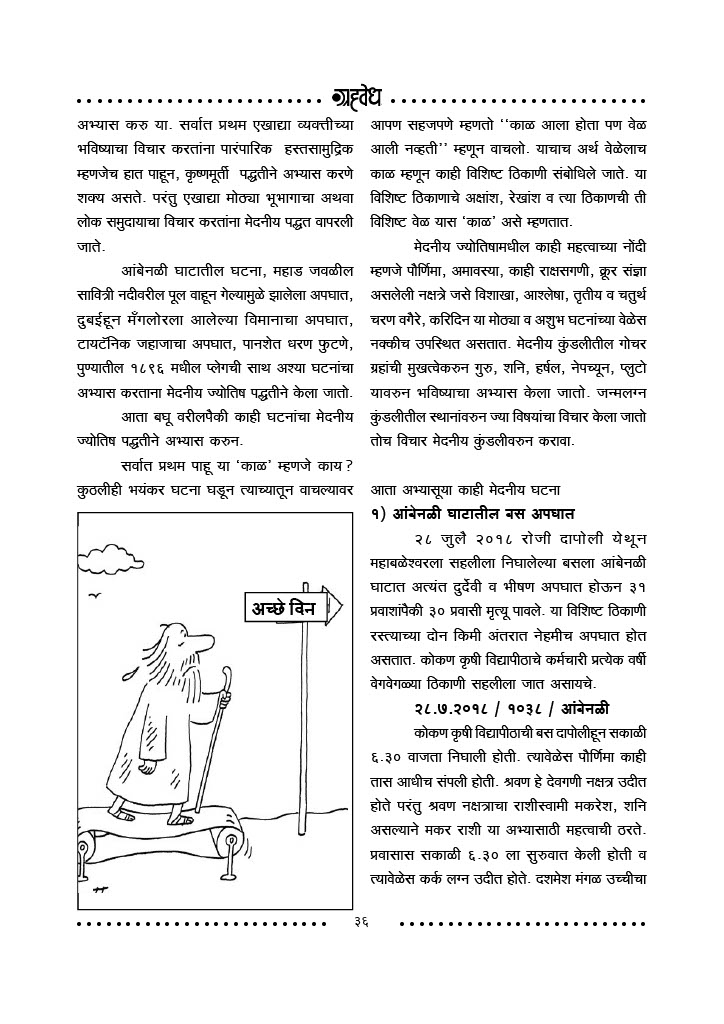 ग्रहवेध
अभ्यास करु या. सर्वात प्रथम एखाद्या व्यक्तीच्या
भविष्याचा विचार करतांना पारंपारिक हस्तसामुद्रिक
म्हणजेच हात पाहून, कृष्णमूर्ती पद्धतीने अभ्यास करणे
शक्य असते. परंतु एखाद्या मोठ्या भूभागाचा अथवा
लोक समुदायाचा विचार करतांना मेदनीय पद्धत वापरली
जाते.
आंबेनळी घाटातील घटना, महाड जवळील
सावित्री नदीवरील पूल वाहून गेल्यामुळे झालेला अपघात,
दुबईहून मँगलोरला आलेल्या विमानाचा अपघात,
टायटॅनिक जहाजाचा अपघात, पानशेत धरण फुटणे,
पुण्यातील १८९६ मधील प्लेगची साथ अश्या घटनांचा
अभ्यास करताना मेदनीय ज्योतिष पद्धतीने केला जातो.
आता बघू वरीलपैकी काही घटनांचा मेदनीय
ज्योतिष पद्धतीने अभ्यास करुन.
सर्वात प्रथम पाहू या ‘काळ’ म्हणजे काय?
कुठलीही भयंकर घटना घडून त्याच्यातून वाचल्यावर
अच्छे दिन
आपण सहजपणे म्हणतो ‘‘काळ आला होता पण वेळ
आली नव्हती’’ म्हणून वाचलो. याचाच अर्थ वेळेलाच
काळ म्हणून काही विशिष्ट ठिकाणी संबोधिले जाते. या
विशिष्ट ठिकाणाचे अक्षांश, रेखांश व त्या ठिकाणची ती
विशिष्ट वेळ यास ‘काळ’ असे म्हणतात.
मेदनीय ज्योतिषामधील काही महत्वाच्या नोंदी
म्हणजे पौर्णिमा, अमावस्या, काही राक्षसगणी, क्रूर संज्ञा
असलेली नक्षत्रे जसे विशाखा, आश्लेषा, तृतीय व चतुर्थ
चरण वगैरे, करिदिन या मोठ्या व अशुभ घटनांच्या वेळेस
नक्कीच उपस्थित असतात. मेदनीय कुंडलीतील गोचर
ग्रहांची मुखत्वेकरुन गुरु, शनि, हर्षल, नेपच्यून, प्लुटो
यावरुन भविष्याचा अभ्यास केला जातो. जन्मलग्न
कुंडलीतील स्थानांवरुन ज्या विषयांचा विचार केला जातो
तोच विचार मेदनीय कुंडलीवरुन करावा.
आता अभ्यासूया काही मेदनीय घटना
१) आंबेनळी घाटातील बस अपघात
२८ जुलै २०१८ रोजी दापोली येथून
महाबळेश्वरला सहलीला निघालेल्या बसला आंबेनळी
घाटात अत्यंत दुर्देवी व भीषण अपघात होऊन ३१
प्रवाशांपैकी ३० प्रवासी मृत्यू पावले. या विशिष्ट ठिकाणी
रस्त्याच्या दोन किमी अंतरात नेहमीच अपघात होत
असतात. कोकण कृषी विद्यापीठाचे कर्मचारी प्रत्येक वर्षी
वेगवेगळ्या ठिकाणी सहलीला जात असायचे.
२८.७.२०१८ / १०३८ / आंबेनळी
कोकण कृषी विद्यापीठाची बस दापोलीहून सकाळी
६.३० वाजता निघाली होती. त्यावेळेस पौर्णिमा काही
तास आधीच संपली होती. श्रवण हे देवगणी नक्षत्र उदीत
होते परंतु श्रवण नक्षत्राचा राशीस्वामी मकरेश, शनि
असल्याने मकर राशी या अभ्यासाठी महत्वाची ठरते.
प्रवासास सकाळी ६.३० ला सुरुवात केली होती व
त्यावेळेस कर्क लग्न उदीत होते. दशमेश मंगळ उच्चीचा
३६